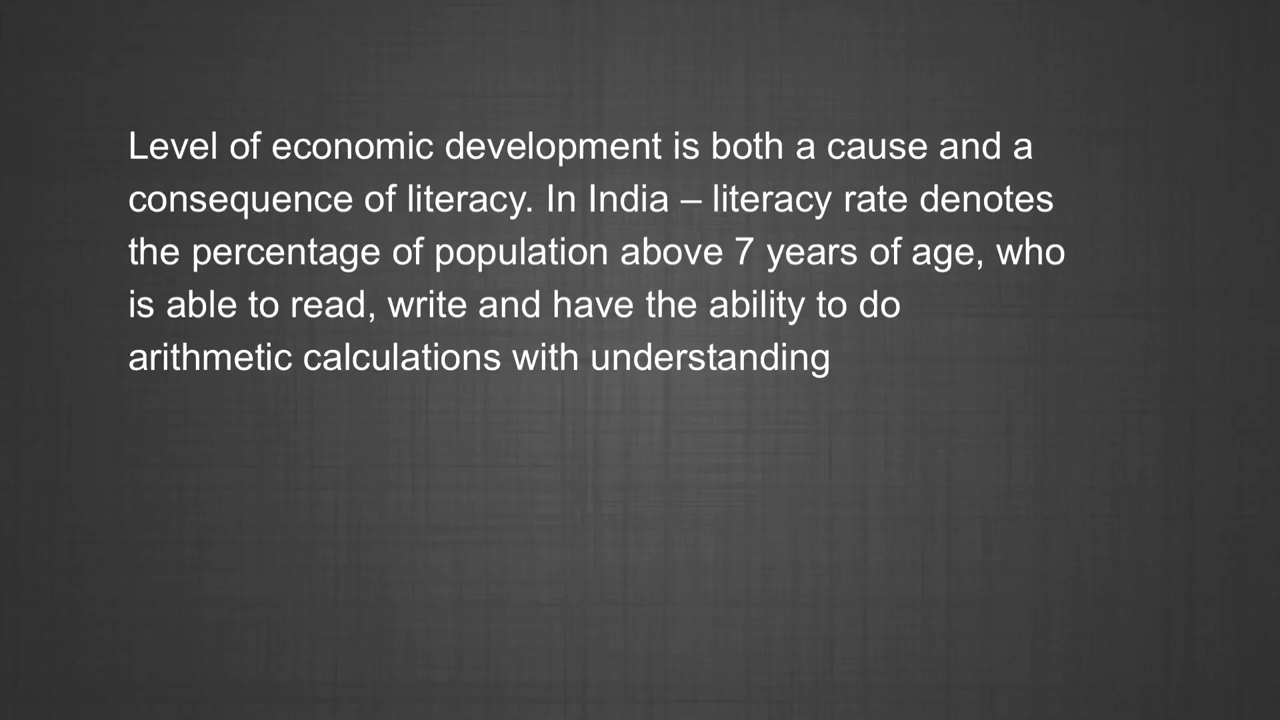 Level of economic development is both a cause and a
consequence of literacy. In India – literacy rate denotes
the percentage of population above 7 years of age, who
is able to read, write and have the ability to do
arithmetic calculations with understanding